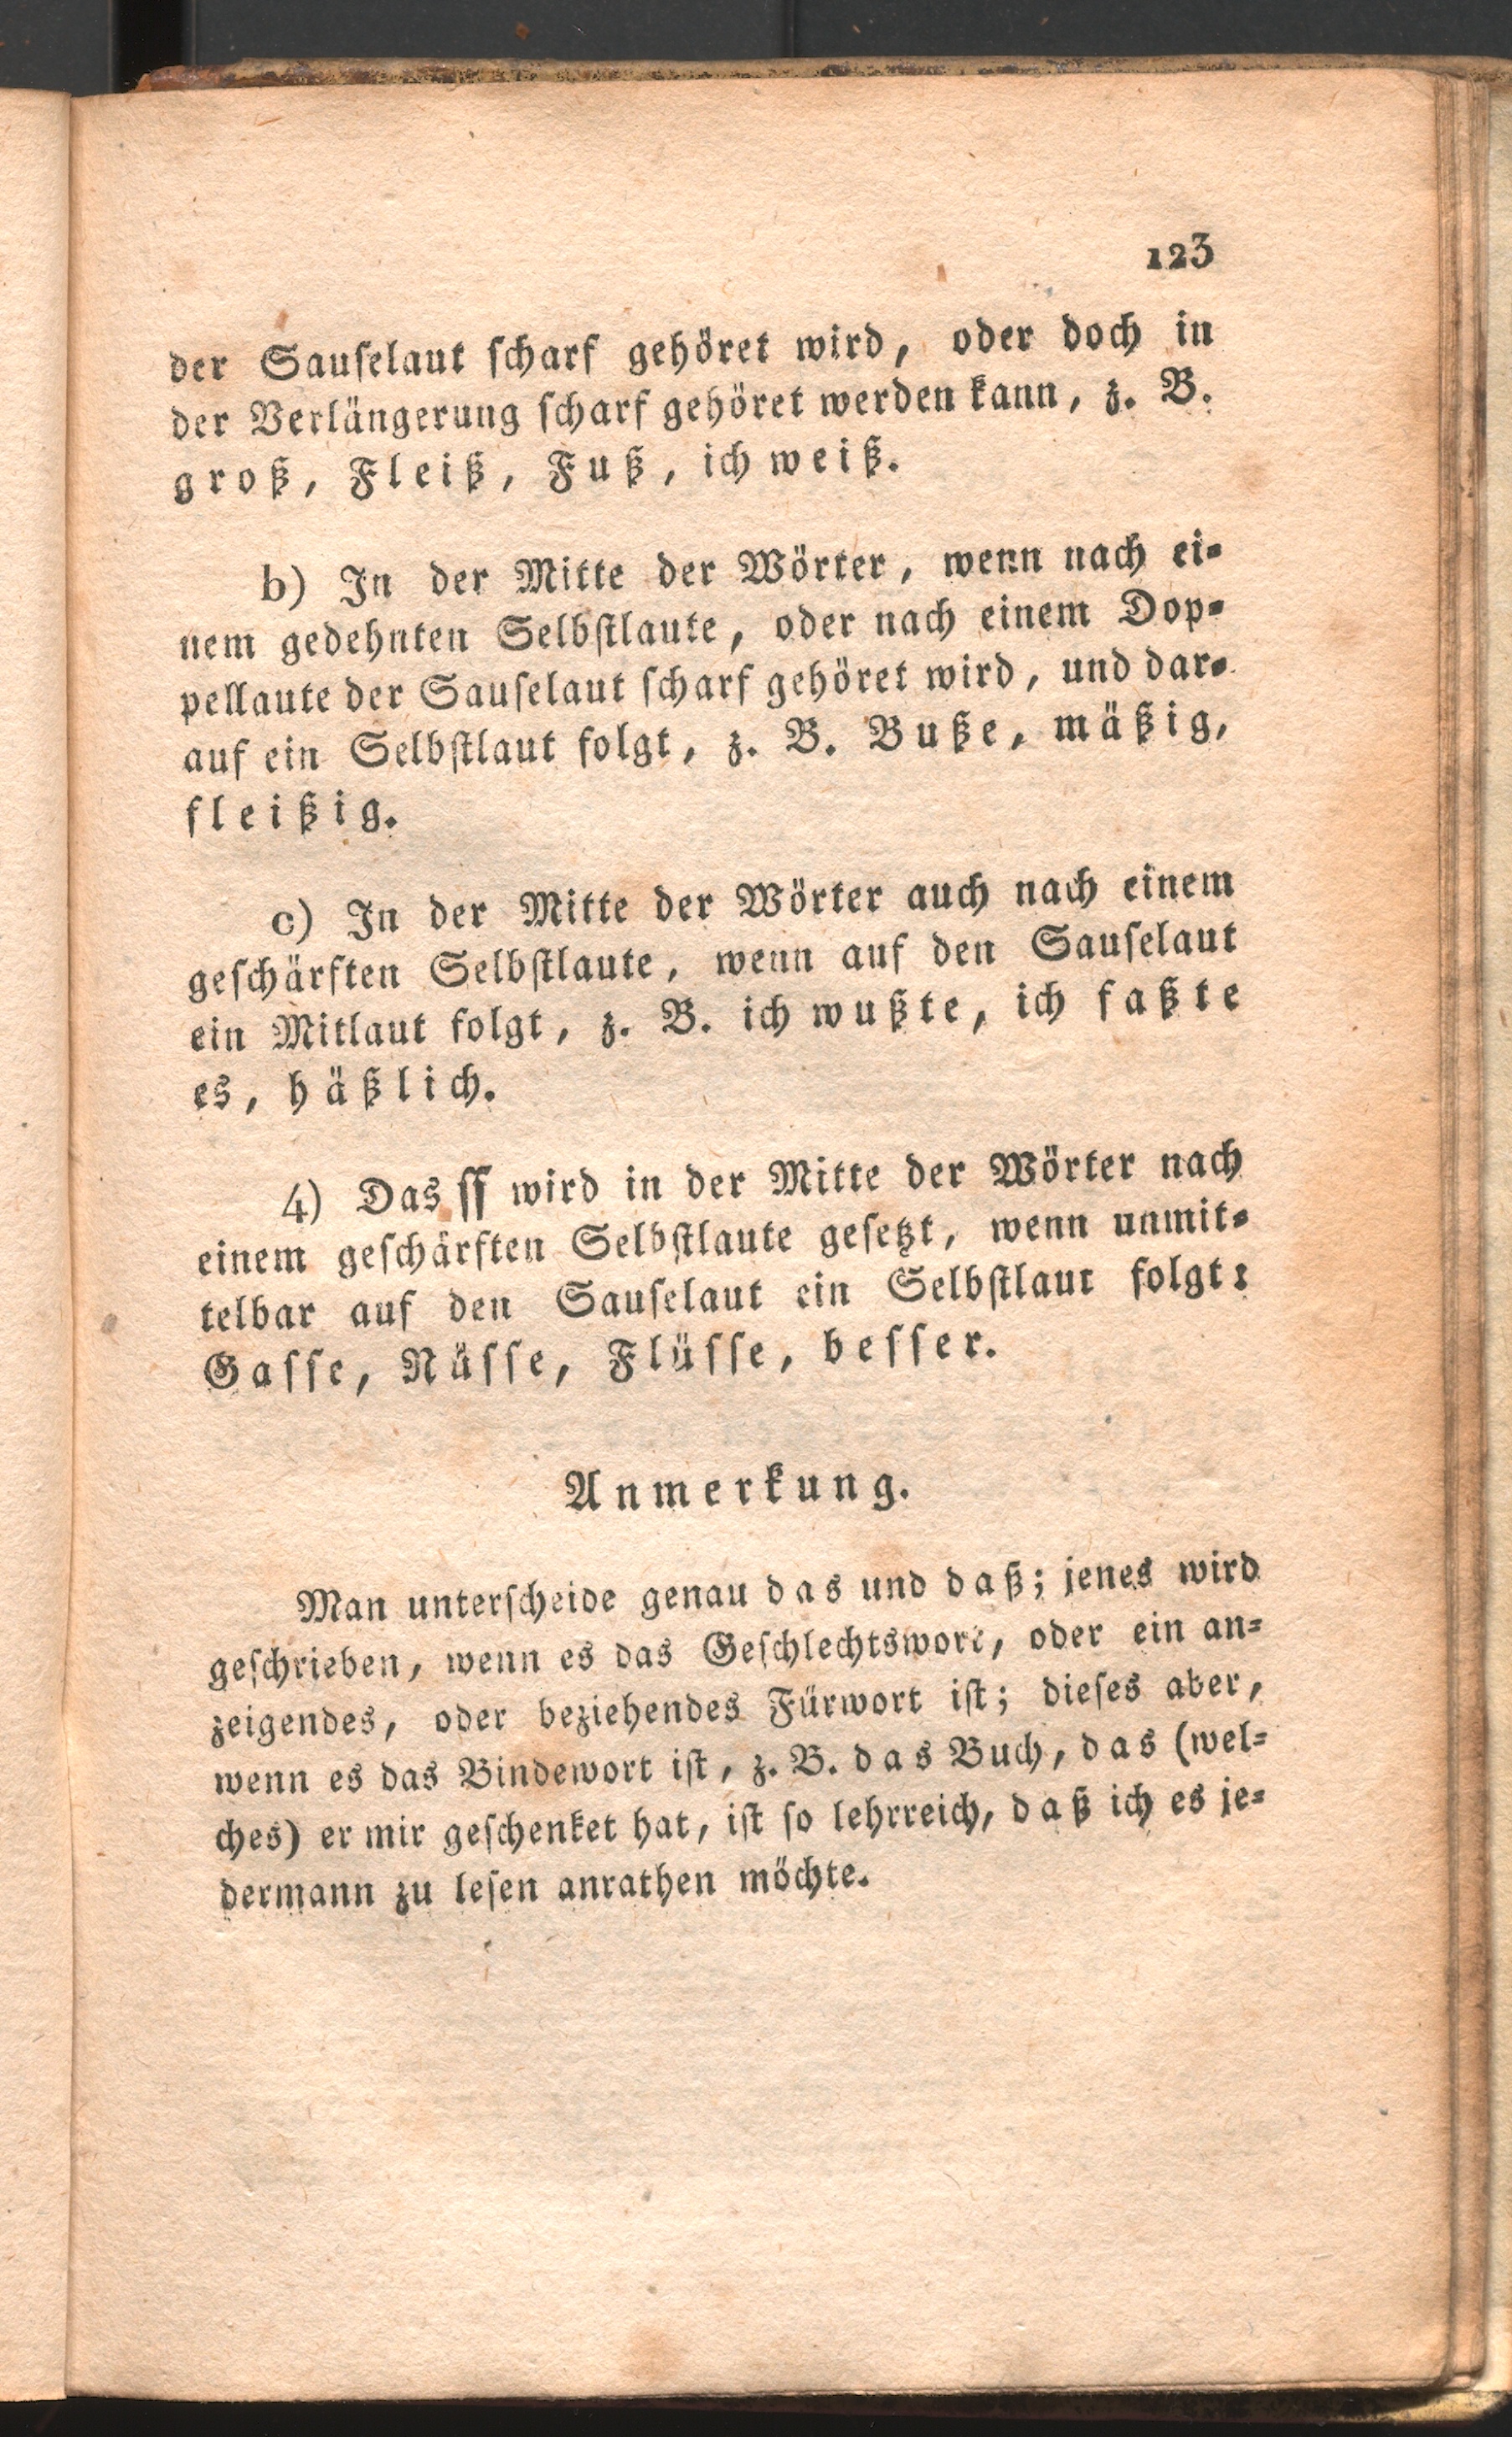 123
der Sauſelaut ſcharf gehöret wird, oder doch in
der Verlängerung ſcharf gehöret werden kann, z. B.
groß, Fleiß, Fuß, ich weiß.
b) In der Mitte der Wörter, wenn nach ei-
nem gedehnten Selbſtlaute, oder nach einem Dop-
pellaute der Sauſelaut ſcharf gehöret wird, und dar-
auf ein Selbſtlaut folgt, z. B. Buße, mäßig,
fleißig.
c) In der Mitte der Wörter auch nach einem
geſchärften Selbſtlaute, wenn auf den Sauſelaut
ein Mitlaut folgt, z. B. ich wußte, ich faßte
es, häßlich.
4) Das ſſ wird in der Mitte der Wörter nach
einem geſchärften Selbſtlaute geſetzt, wenn unmit-
telbar auf den Sauſelaut ein Selbſtlaut folgt:
Gaſſe, Nüſſe, Flüſſe, beſſer.
Anmerkung.
Man unterſcheide genau das und daß; jenes wird
geſchrieben, wenn es das Geſchlechtswort, oder ein an-
zeigendes, oder beziehendes Fürwort iſt; dieſes aber,
wenn es das Bindewort iſt, z. B. das Buch, das (wel-
ches) er mir geſchenket hat, iſt ſo lehrreich, daß ich es je-
dermann zu leſen anrathen möchte.